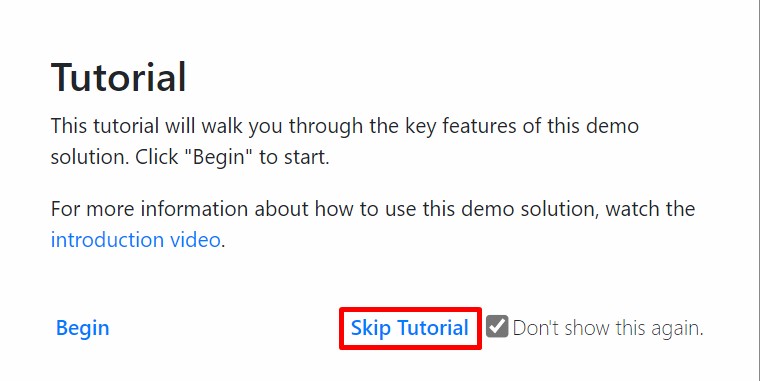 Tutorial
This tutorial will walk you through the key features of this demo
solution. Click "Begin" to start.
For more information about how to use this demo solution, watch the
introduction video.
Begin
Skip Tutorial
Don't show this again.